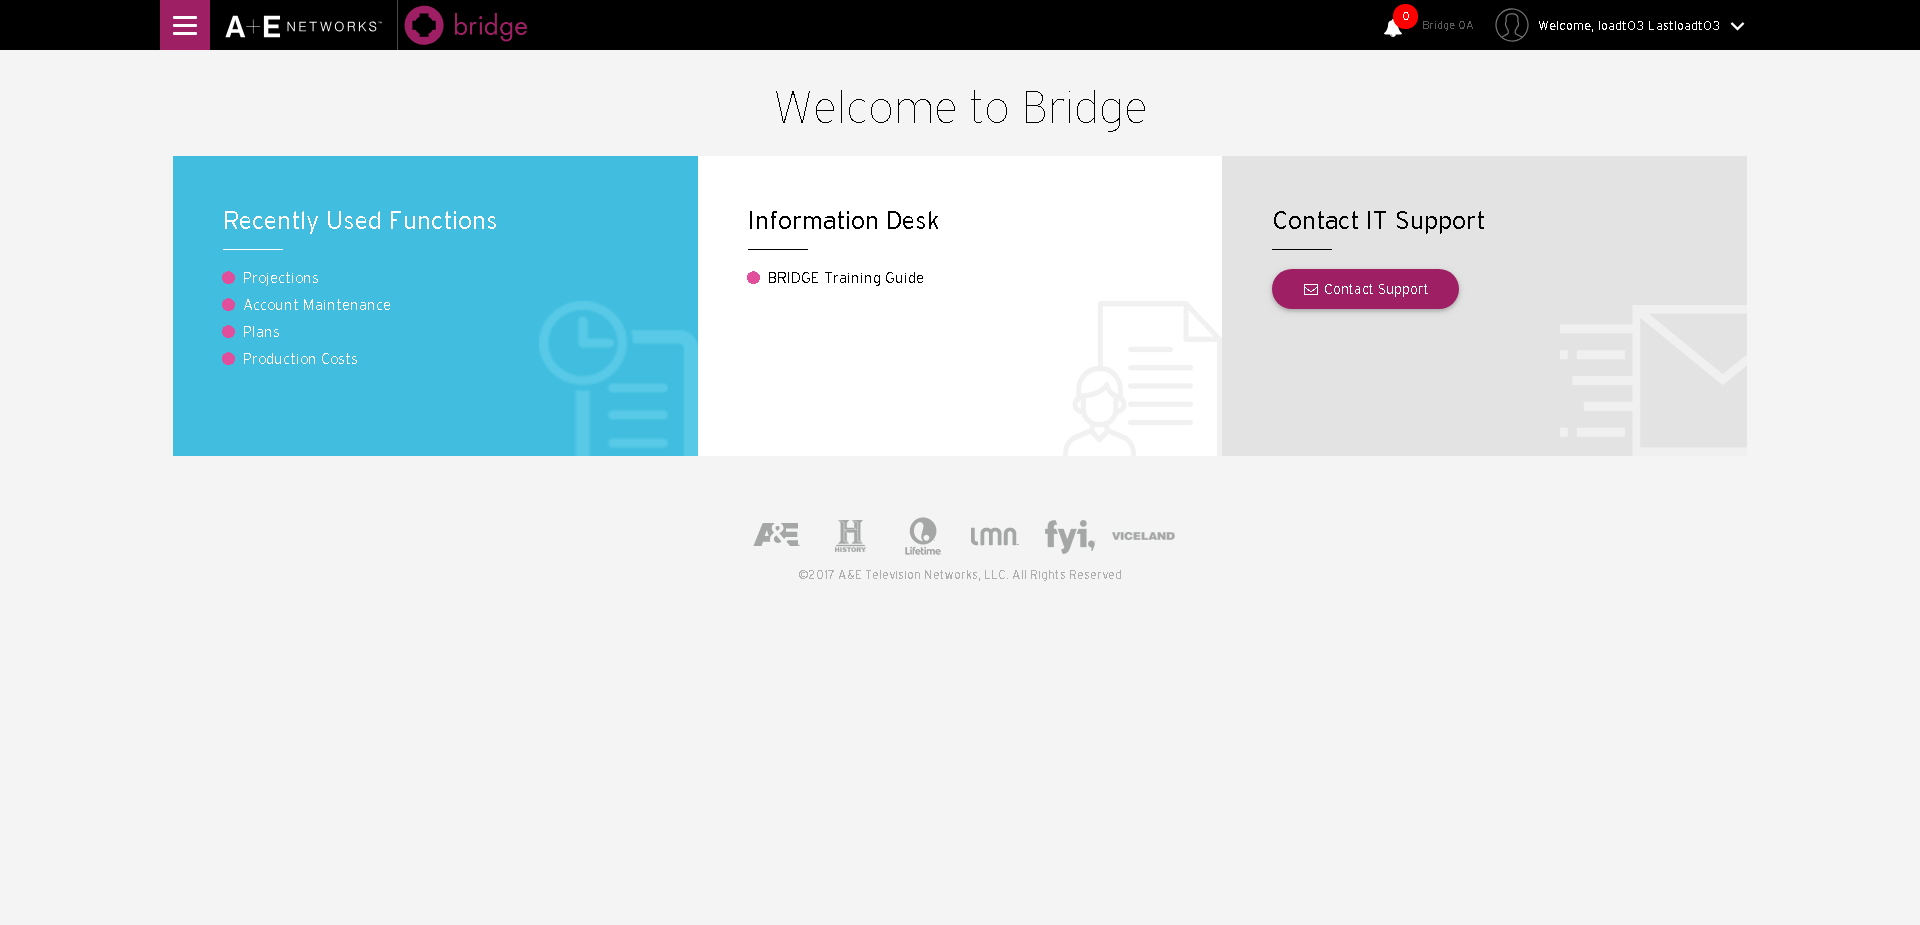 A+E NETWORKS™ bridge 0 Bridge QA Welcome, loadt03 Lastloadt03
Welcome to Bridge
Recently Used Functions
Projections
Account Maintenance
Plans
Production Costs
Information Desk
BRIDGE Training Guide
Contact IT Support
Contact Support
A&E H HISTORY Lifetime lmn fyi, VICELAND
©2017 A&E Television Networks, LLC. All Rights Reserved